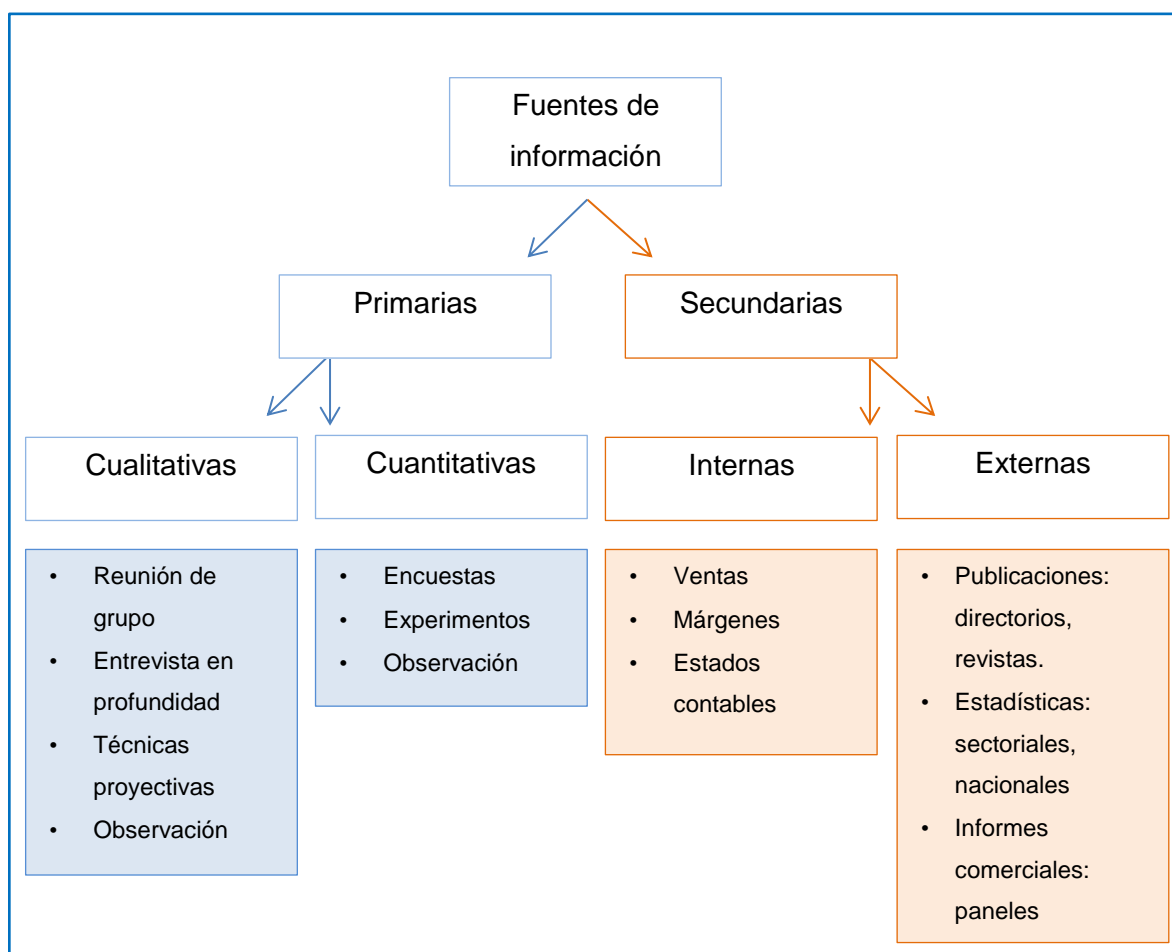 Fuentes de
información
Primarias
Secundarias
Cualitativas
Cuantitativas
Internas
Externas
• Reunión de
grupo
• Entrevista en
profundidad
• Técnicas
proyectivas
• Observación
• Encuestas
• Experimentos
• Observación
• Ventas
• Márgenes
• Estados
contables
• Publicaciones:
directorios,
revistas.
• Estadísticas:
sectoriales,
nacionales
• Informes
comerciales:
paneles